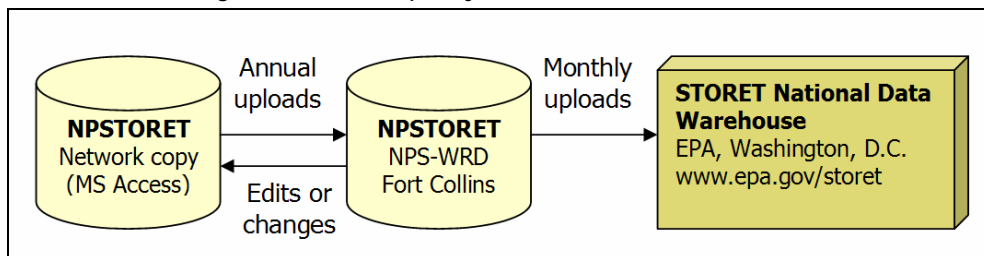 Annual
uploads
Monthly
uploads
NPSTORET
Network copy
(MS Access)
NPSTORET
NPS-WRD
Fort Collins
STORET National Data
Warehouse
EPA, Washington, D.C.
www.epa.gov/storet
Edits or
changes